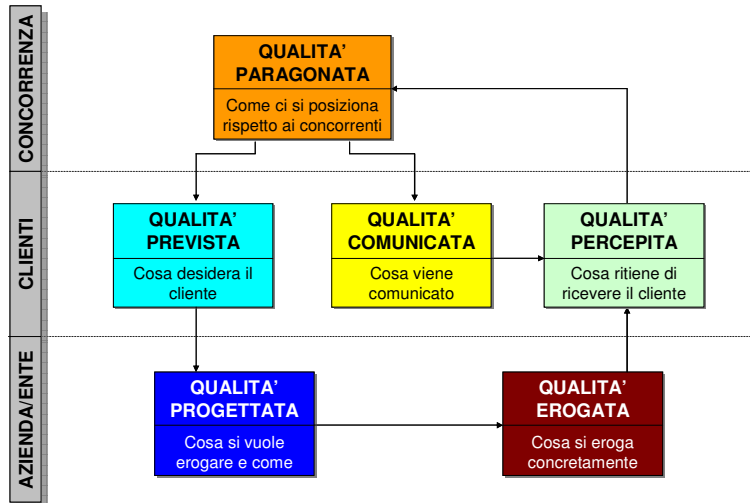 CONCORRENZA
QUALITA'
PARAGONATA
Come ci si posiziona
rispetto ai concorrenti
CLIENTI
QUALITA'
PREVISTA
Cosa desidera il
cliente
QUALITA'
COMUNICATA
Cosa viene
comunicato
QUALITA'
PERCEPITA
Cosa ritiene di
ricevere il cliente
AZIENDA/ENTE
QUALITA'
PROGETTATA
Cosa si vuole
erogare e come
QUALITA'
EROGATA
Cosa si eroga
concretamente